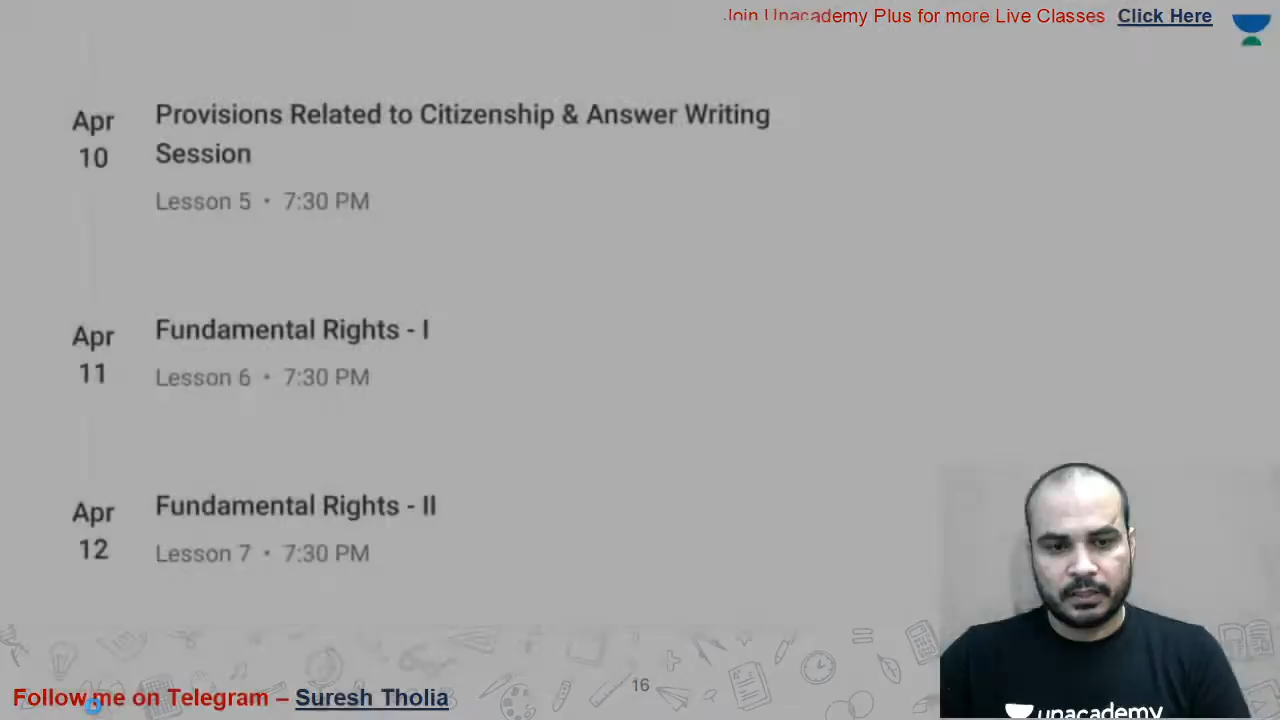 Join Unacademy Plus for more Live Classes Click Here
Apr 10
Provisions Related to Citizenship & Answer Writing
Session
Lesson 5 • 7:30 PM
Apr 11
Fundamental Rights - I
Lesson 6 • 7:30 PM
Apr 12
Fundamental Rights - II
Lesson 7 • 7:30 PM
16
Follow me on Telegram – Suresh Tholia
unacademy